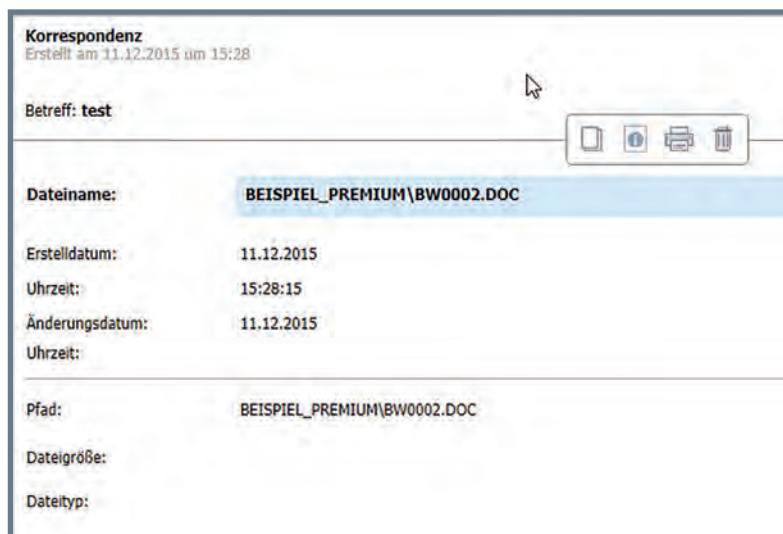 Korrespondenz
Erstellt am 11.12.2015 um 15:28
Betreff: test
Dateiname: BEISPIEL_PREMIUM\BW0002.DOC
Erstelldatum: 11.12.2015
Uhrzeit: 15:28:15
Änderungsdatum: 11.12.2015
Uhrzeit:
Pfad: BEISPIEL_PREMIUM\BW0002.DOC
Dateigröße:
Dateityp: